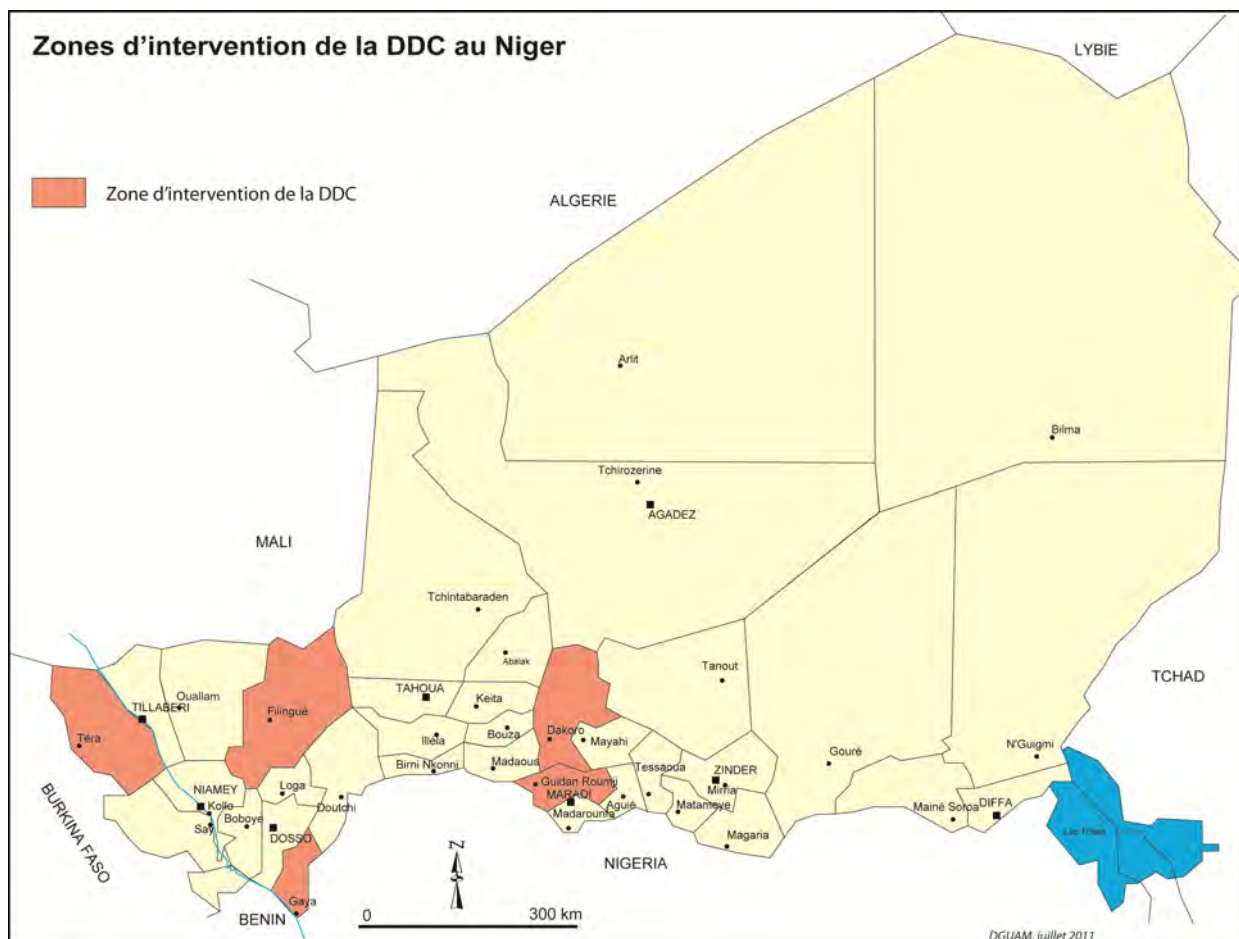 Zones d'intervention de la DDC au Niger
LYBIE
Zone d'intervention de la DDC
ALGERIE
Arlit
Bilma
Tchirozerine
AGADEZ
MALI
Tchintabaraden
Abalak
Tanout
TCHAD
TAHOUA
Keita
Ouallam
TILLABERI
Filingué
Téra
Illéla
Bouza
Dakoro
Mayahi
Gouré
N'Guigmi
Birni Nkonni
Madaoua
Tessaoua
ZINDER
Mirria
Guidan Roumji
MARADI
Loga
NIAMEY
Kollo
Doutchi
Aguié
Matameye
Madarounfa
Mainé Soroa
DIFFA
Say
Boboye
DOSSO
Magaria
Lac Tchad
BURKINA FASO
NIGERIA
Gaya
BENIN
N
0 300 km
DGUAM, juillet 2011